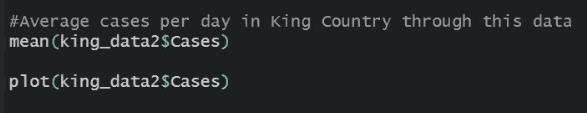 #Average cases per day in King Country through this data
mean(king_data2$Cases)
plot(king_data2$Cases)